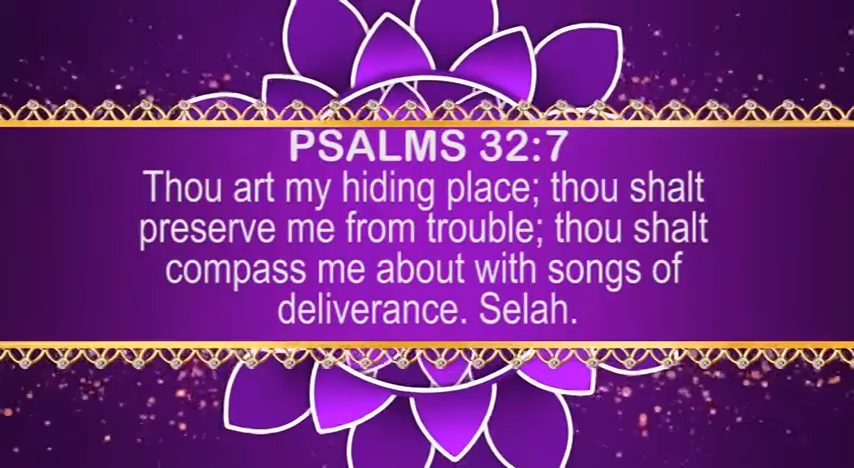 PSALMS 32:7
Thou art my hiding place; thou shalt
preserve me from trouble; thou shalt
compass me about with songs of
deliverance. Selah.